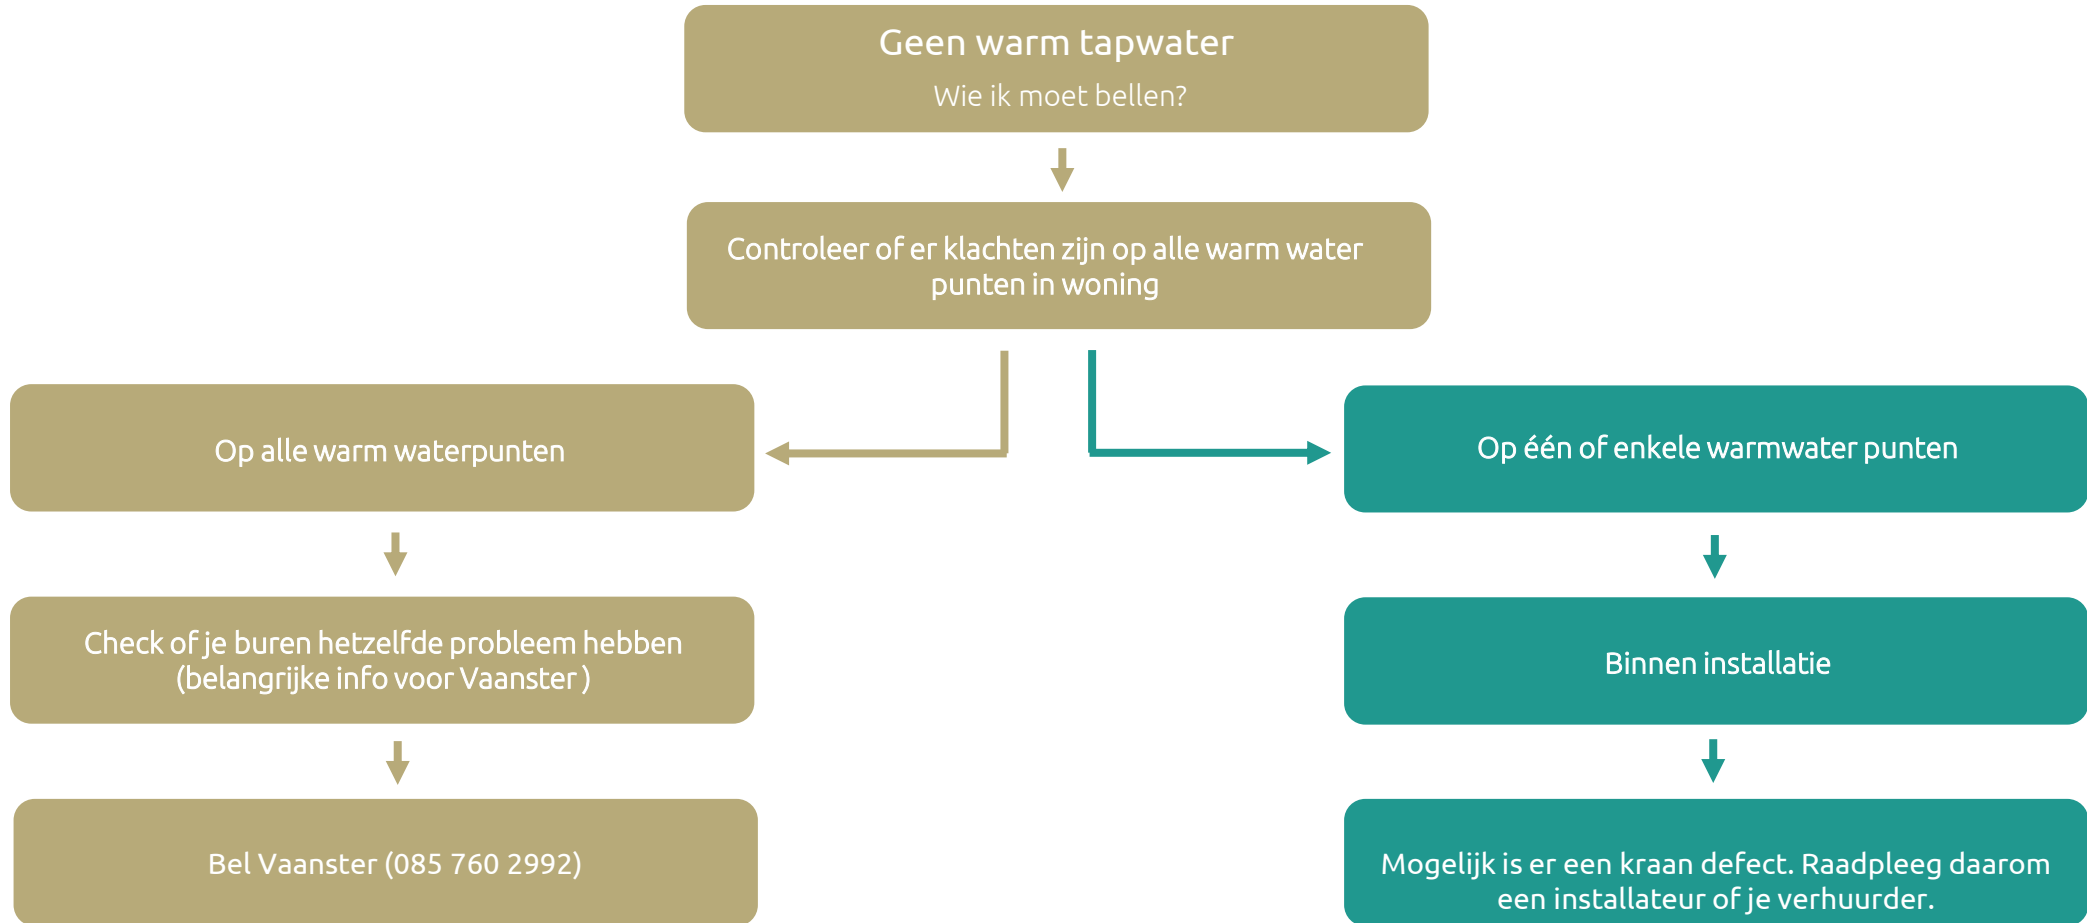 Geen warm tapwater
Wie ik moet bellen?
Controleer of er klachten zijn op alle warm water
punten in woning
Op alle warm waterpunten
Op één of enkele warmwater punten
Check of je buren hetzelfde probleem hebben
(belangrijke info voor Vaanster )
Binnen installatie
Bel Vaanster (085 760 2992)
Mogelijk is er een kraan defect. Raadpleeg daarom
een installateur of je verhuurder.